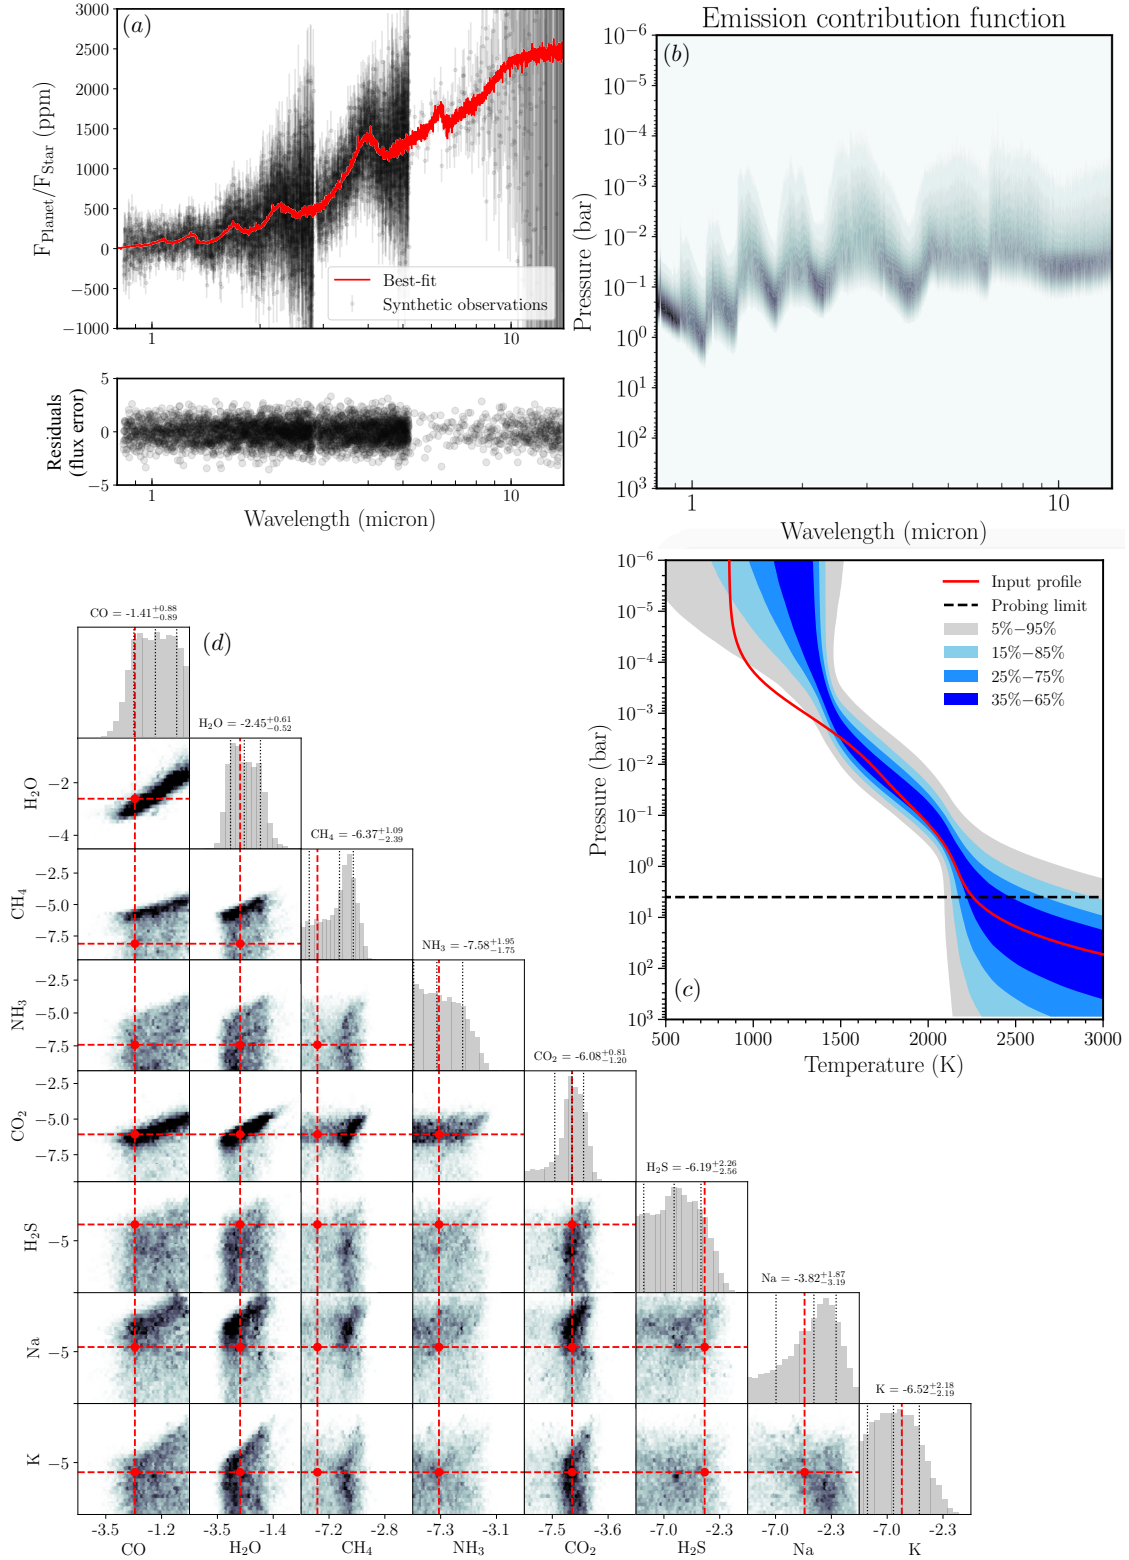 Emission contribution function
(a)
3000
2500
2000
1500
1000
500
0
−500
−1000
F_Planet/F_Star (ppm)
Best-fit
Synthetic observations
1
10
5
0
−5
Residuals
(flux error)
1
10
Wavelength (micron)
(b)
10^-6
10^-5
10^-4
10^-3
10^-2
10^-1
10^0
10^1
10^2
10^3
Pressure (bar)
1
10
Wavelength (micron)
10^-6
10^-5
10^-4
10^-3
10^-2
10^-1
10^0
10^1
10^2
10^3
Pressure (bar)
Input profile
Probing limit
5%−95%
15%−85%
25%−75%
35%−65%
(c)
500
1000
1500
2000
2500
3000
Temperature (K)
(d)
CO = -1.41 +0.88 −0.89
H₂O = -2.45 +0.61 −0.52
H₂O
−2
−4
CH₄ = -6.37 +1.09 −2.39
CH₄
−2.5
−5.0
−7.5
NH₃ = -7.58 +1.95 −1.75
NH₃
−2.5
−5.0
−7.5
CO₂ = -6.08 +0.81 −1.20
CO₂
−2.5
−5.0
−7.5
H₂S = -6.19 +2.26 −2.56
H₂S
−5
Na = -3.82 +1.87 −3.19
Na
−5
K = -6.52 +2.18 −2.19
K
−5
-3.5 -1.2 -3.5 -1.4 -7.2 -2.8 -7.3 -3.1 -7.5 -3.6 -7.0 -2.3 -7.0 -2.3 -7.0 -2.3
CO H₂O CH₄ NH₃ CO₂ H₂S Na K